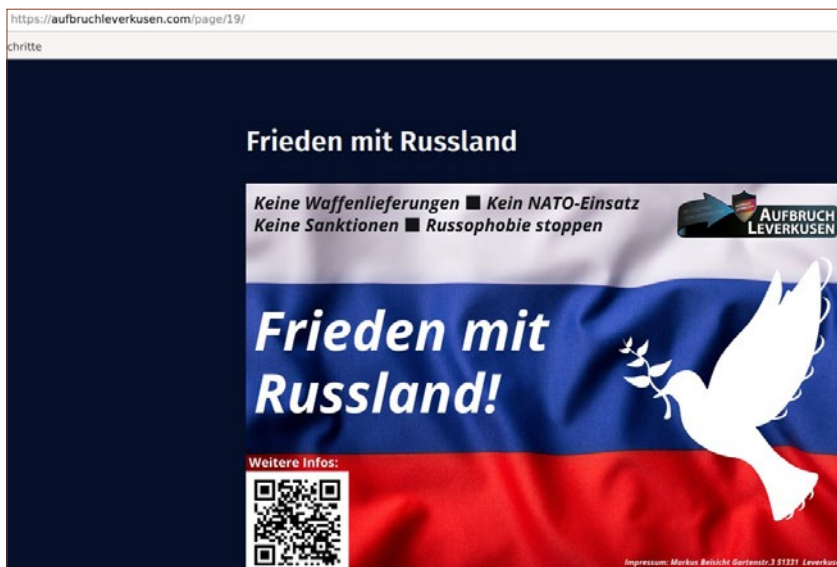 https://aufbruchleverkusen.com/page/19/
chritte
Frieden mit Russland
Keine Waffenlieferungen ■ Kein NATO-Einsatz
Keine Sanktionen ■ Russophobie stoppen
AUFBRUCH
LEVERKUSEN
Frieden mit
Russland!
Weitere Infos:
Impressum: Markus Beisicht Gartenstr.3 51331 Leverkus